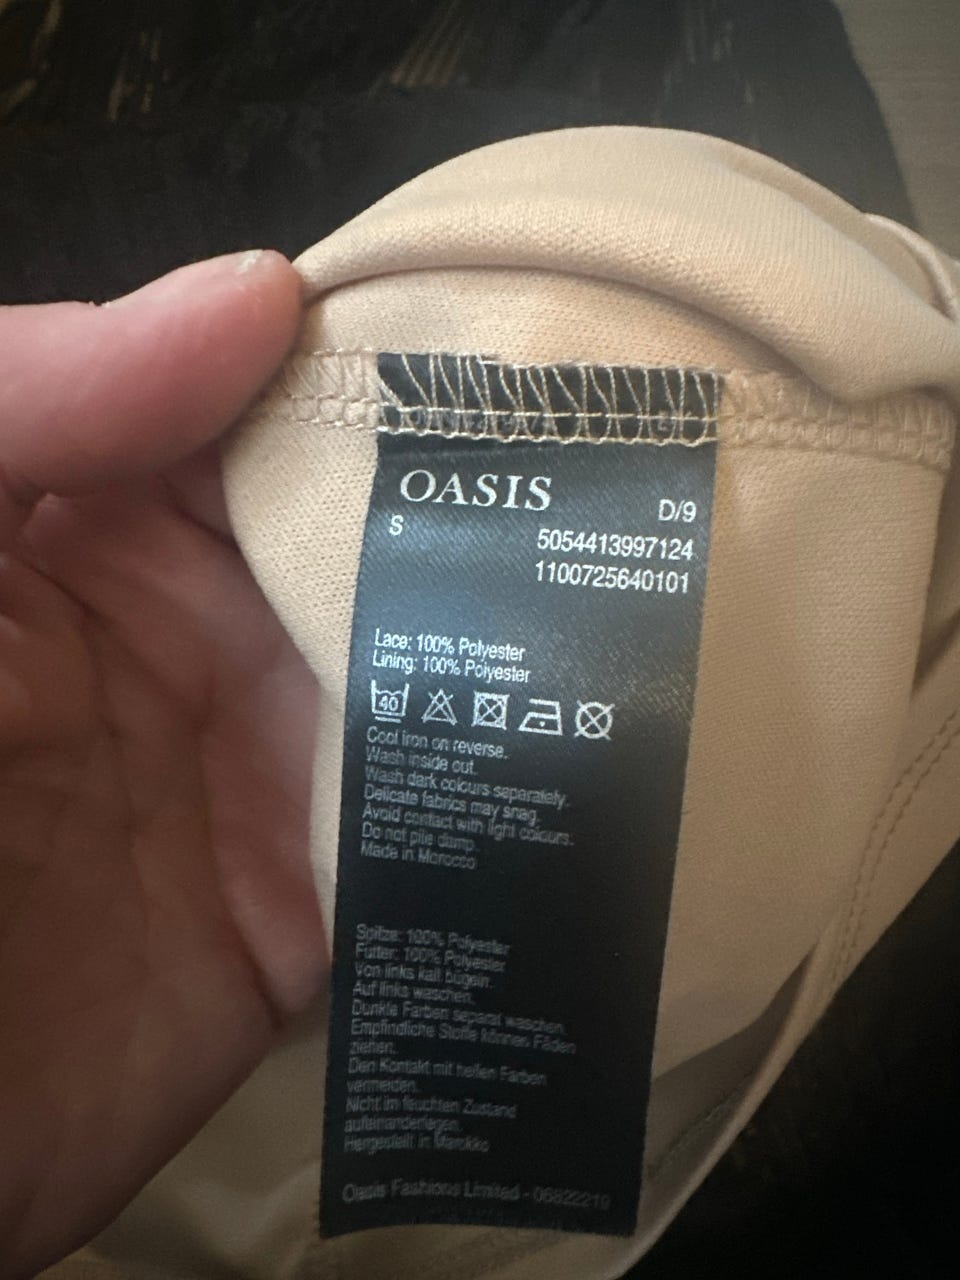 OASIS
D/9
S
5054413997124
1100725640101
Lace: 100% Polyester
Lining: 100% Polyester
40
Cool iron on reverse.
Wash inside out.
Wash dark colours separately.
Delicate fabrics may snag.
Avoid contact with light colours.
Do not pile damp.
Made in Morocco
Spitze: 100% Polyester
Futter: 100% Polyester
Von links kalt bügeln.
Auf links waschen.
Dunkle Farben separat waschen.
Empfindliche Stoffe können Fäden
ziehen.
Den Kontakt mit hellen Farben
vermeiden.
Nicht im feuchten Zustand
aufeinanderlegen.
Hergestellt in Marokko
Oasis Fashions Limited - 06822219